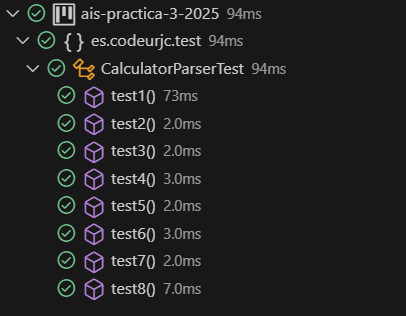 ais-practica-3-2025 94ms
{ } es.codeurjc.test 94ms
CalculatorParserTest 94ms
test1() 73ms
test2() 2.0ms
test3() 2.0ms
test4() 3.0ms
test5() 2.0ms
test6() 3.0ms
test7() 2.0ms
test8() 7.0ms